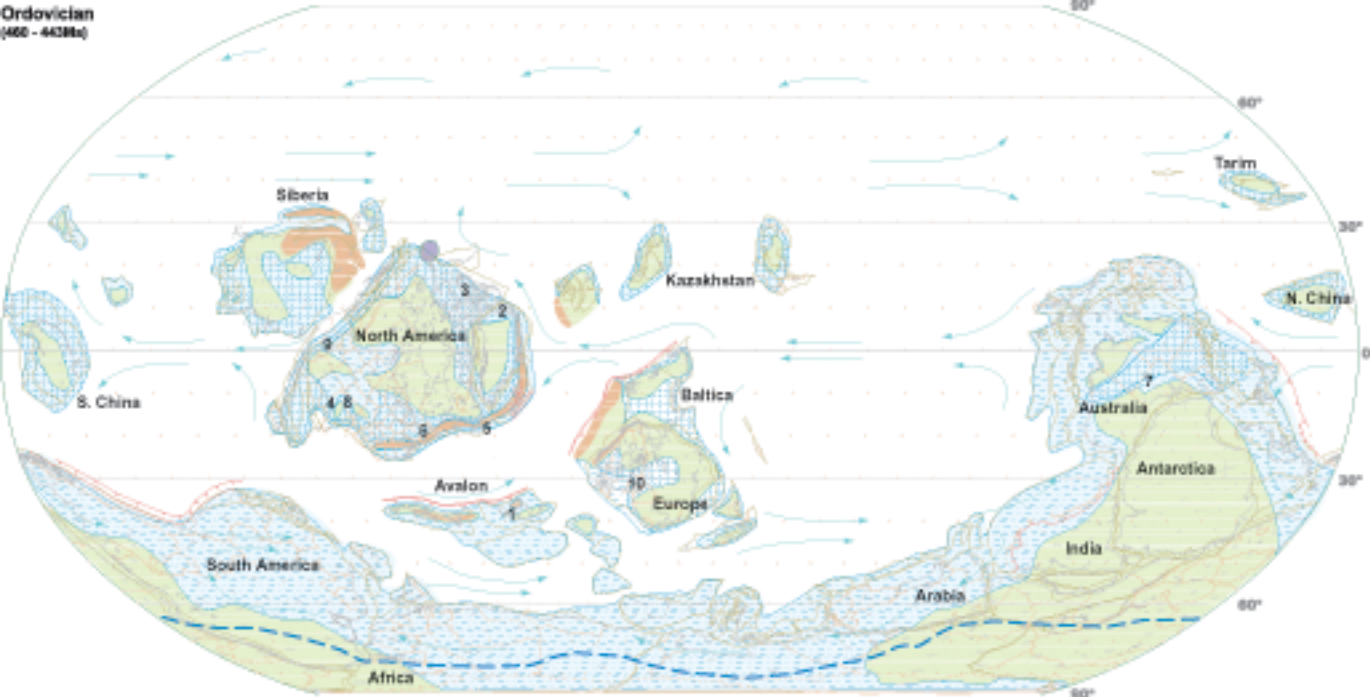 Ordovician
(460 - 443Ma)
90°
60°
Tarim
Siberia
30°
Kazakhstan
N. China
3
2
North America
9
0
7
Baltica
S. China
4 8
Australia
6
5
Antarctica
30°
10
Avalon
Europe
1
India
South America
Arabia
60°
Africa
90°